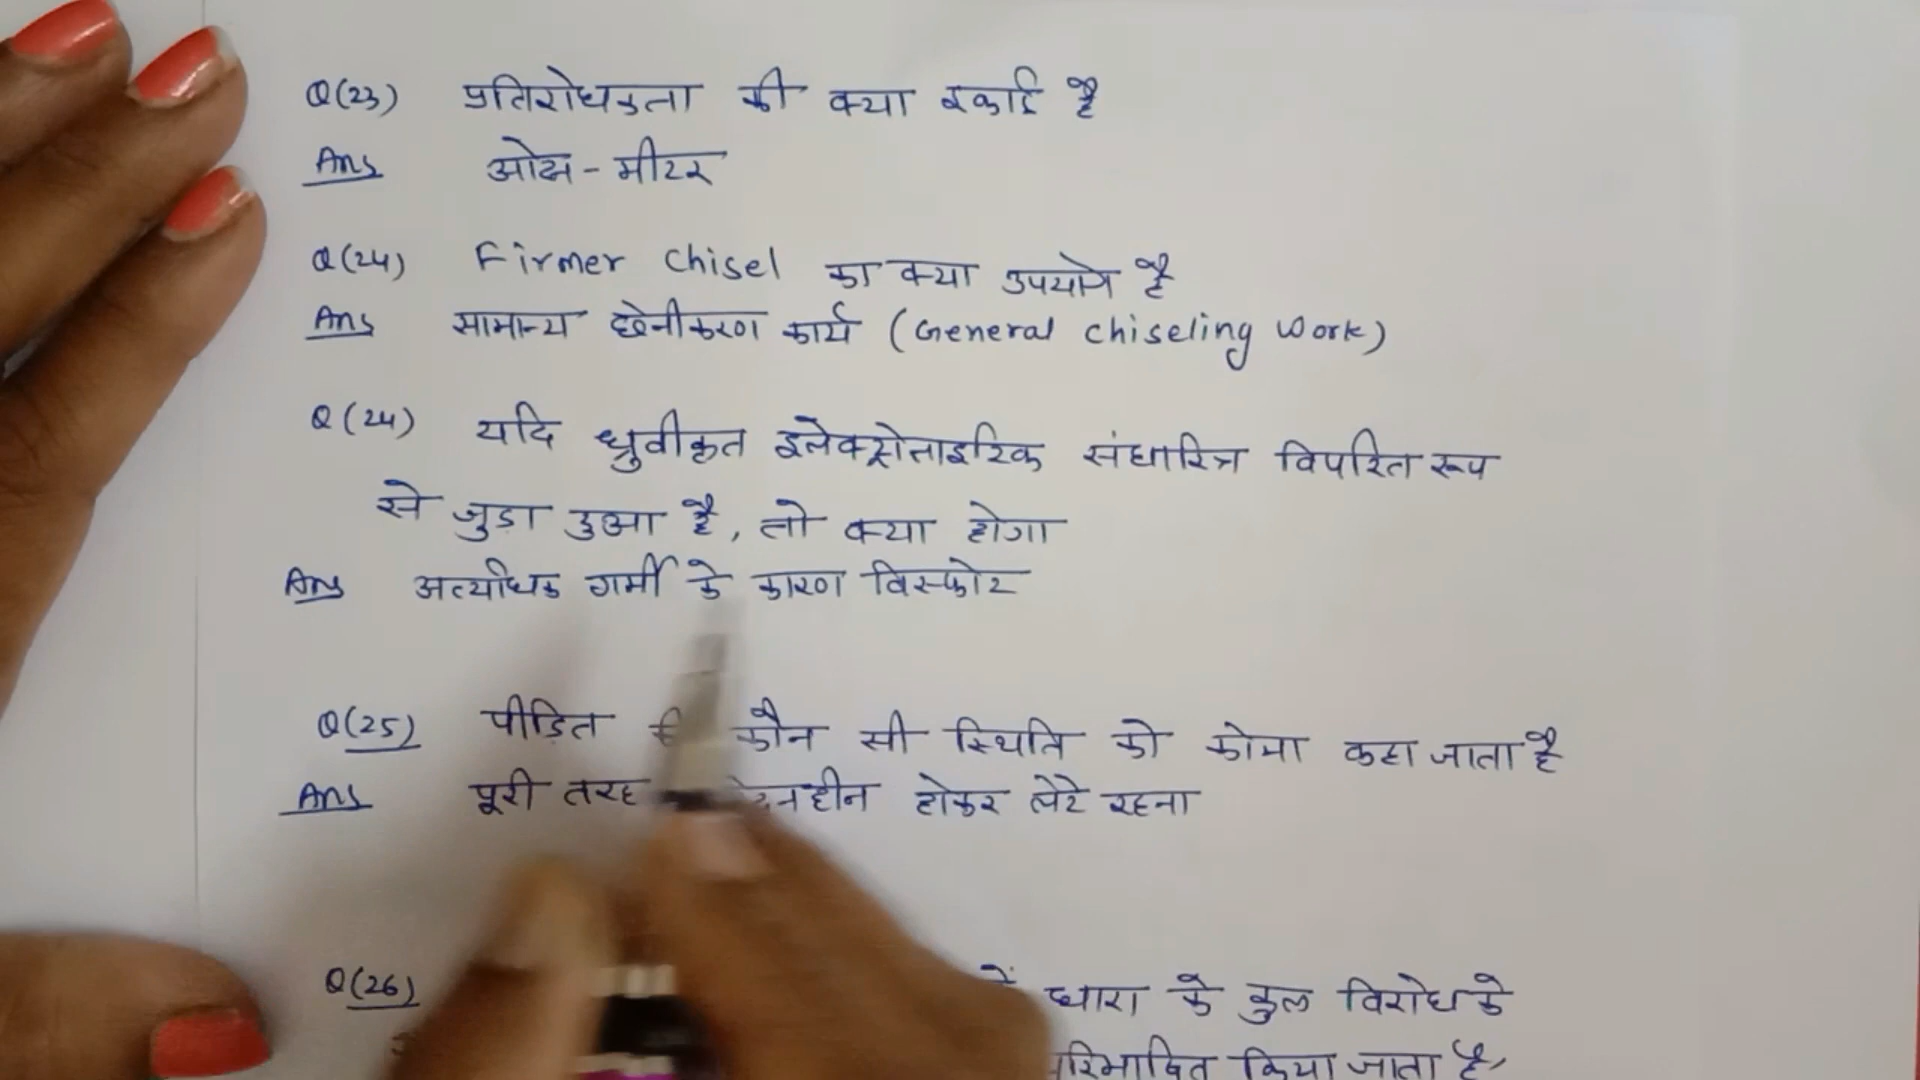 Q(23) प्रतिरोधकता की क्या इकाई है
Ans ओह्म - मीटर
Q(24) Firmer Chisel का क्या उपयोग है
Ans सामान्य छेनीकरण कार्य (General Chiseling Work)
Q(24) यदि ध्रुवीकृत इलेक्ट्रोलाइटिक संधारित्र विपरित रूप
से जुडा हुआ है, तो क्या होगा
Ans अत्यधिक गर्मी के कारण विस्फोट
Q(25) पीड़ित कौन सी स्थिति को कोमा कहा जाता है
Ans पूरी तरह होकर लेटे रहना
Q(26) में धारा के कुल विरोध के
किया जाता है,